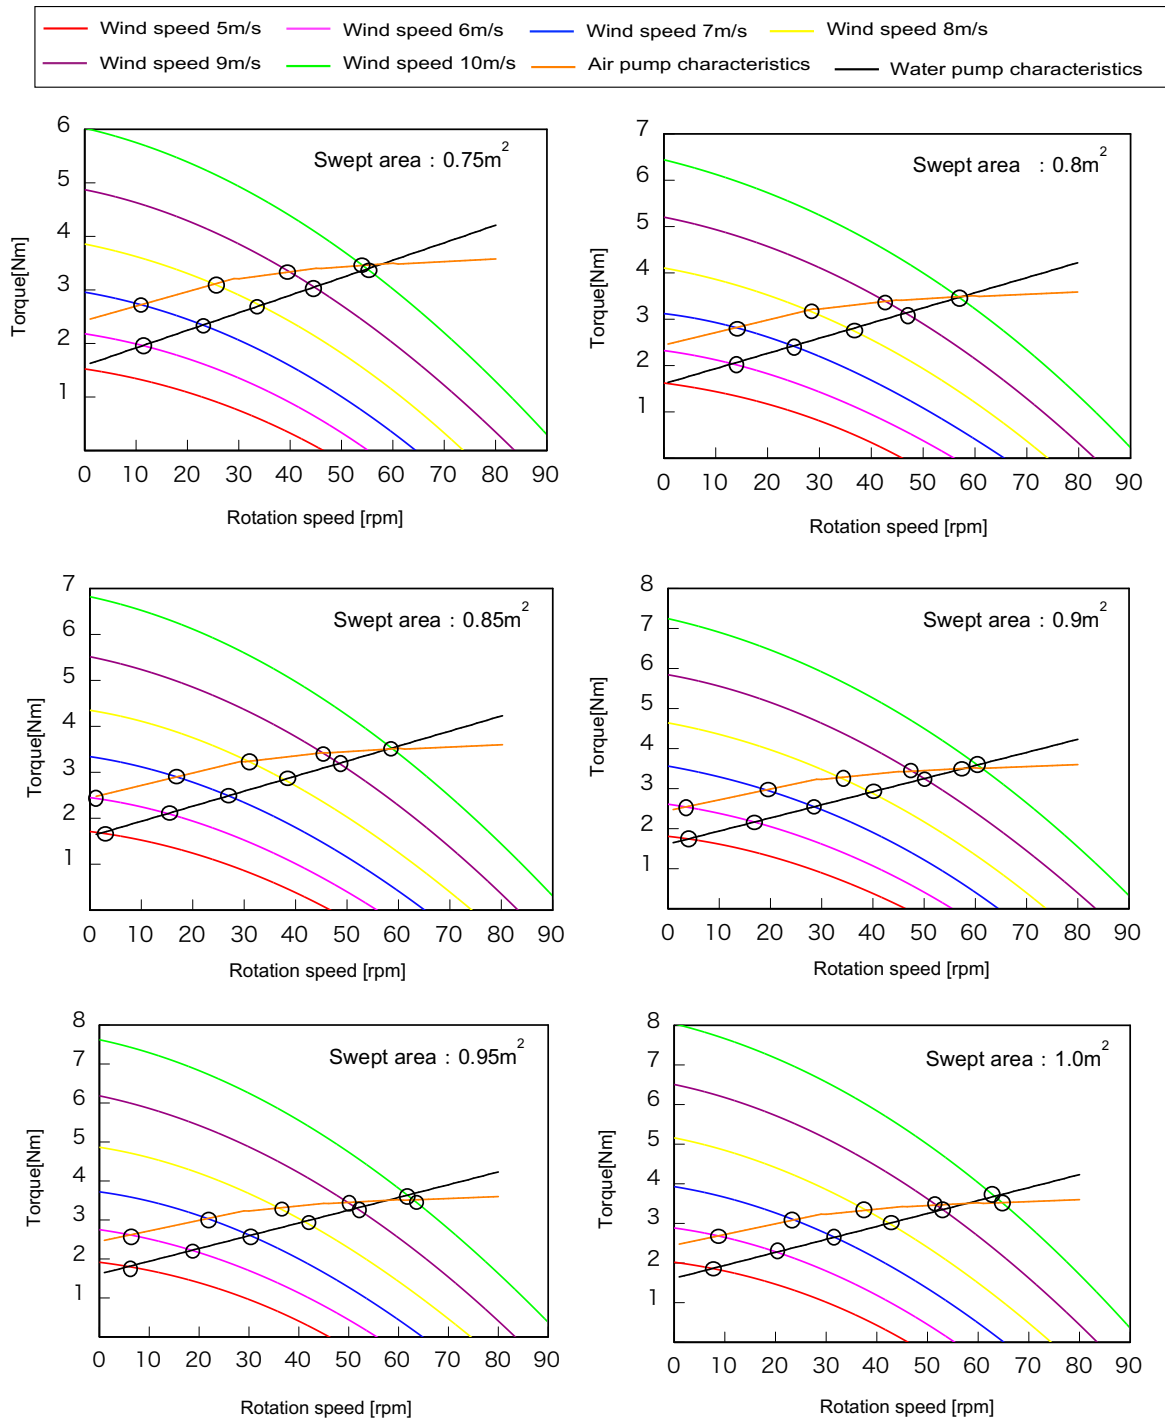 Wind speed 5m/s Wind speed 6m/s Wind speed 7m/s Wind speed 8m/s
Wind speed 9m/s Wind speed 10m/s Air pump characteristics Water pump characteristics
Swept area : 0.75m²
Torque[Nm]
6
5
4
3
2
1
0 10 20 30 40 50 60 70 80 90
Rotation speed [rpm]
Swept area : 0.8m²
Torque[Nm]
7
6
5
4
3
2
1
0 10 20 30 40 50 60 70 80 90
Rotation speed [rpm]
Swept area : 0.85m²
Torque[Nm]
7
6
5
4
3
2
1
0 10 20 30 40 50 60 70 80 90
Rotation speed [rpm]
Swept area : 0.9m²
Torque[Nm]
8
7
6
5
4
3
2
1
0 10 20 30 40 50 60 70 80 90
Rotation speed [rpm]
Swept area : 0.95m²
Torque[Nm]
8
7
6
5
4
3
2
1
0 10 20 30 40 50 60 70 80 90
Rotation speed [rpm]
Swept area : 1.0m²
Torque[Nm]
8
7
6
5
4
3
2
1
0 10 20 30 40 50 60 70 80 90
Rotation speed [rpm]